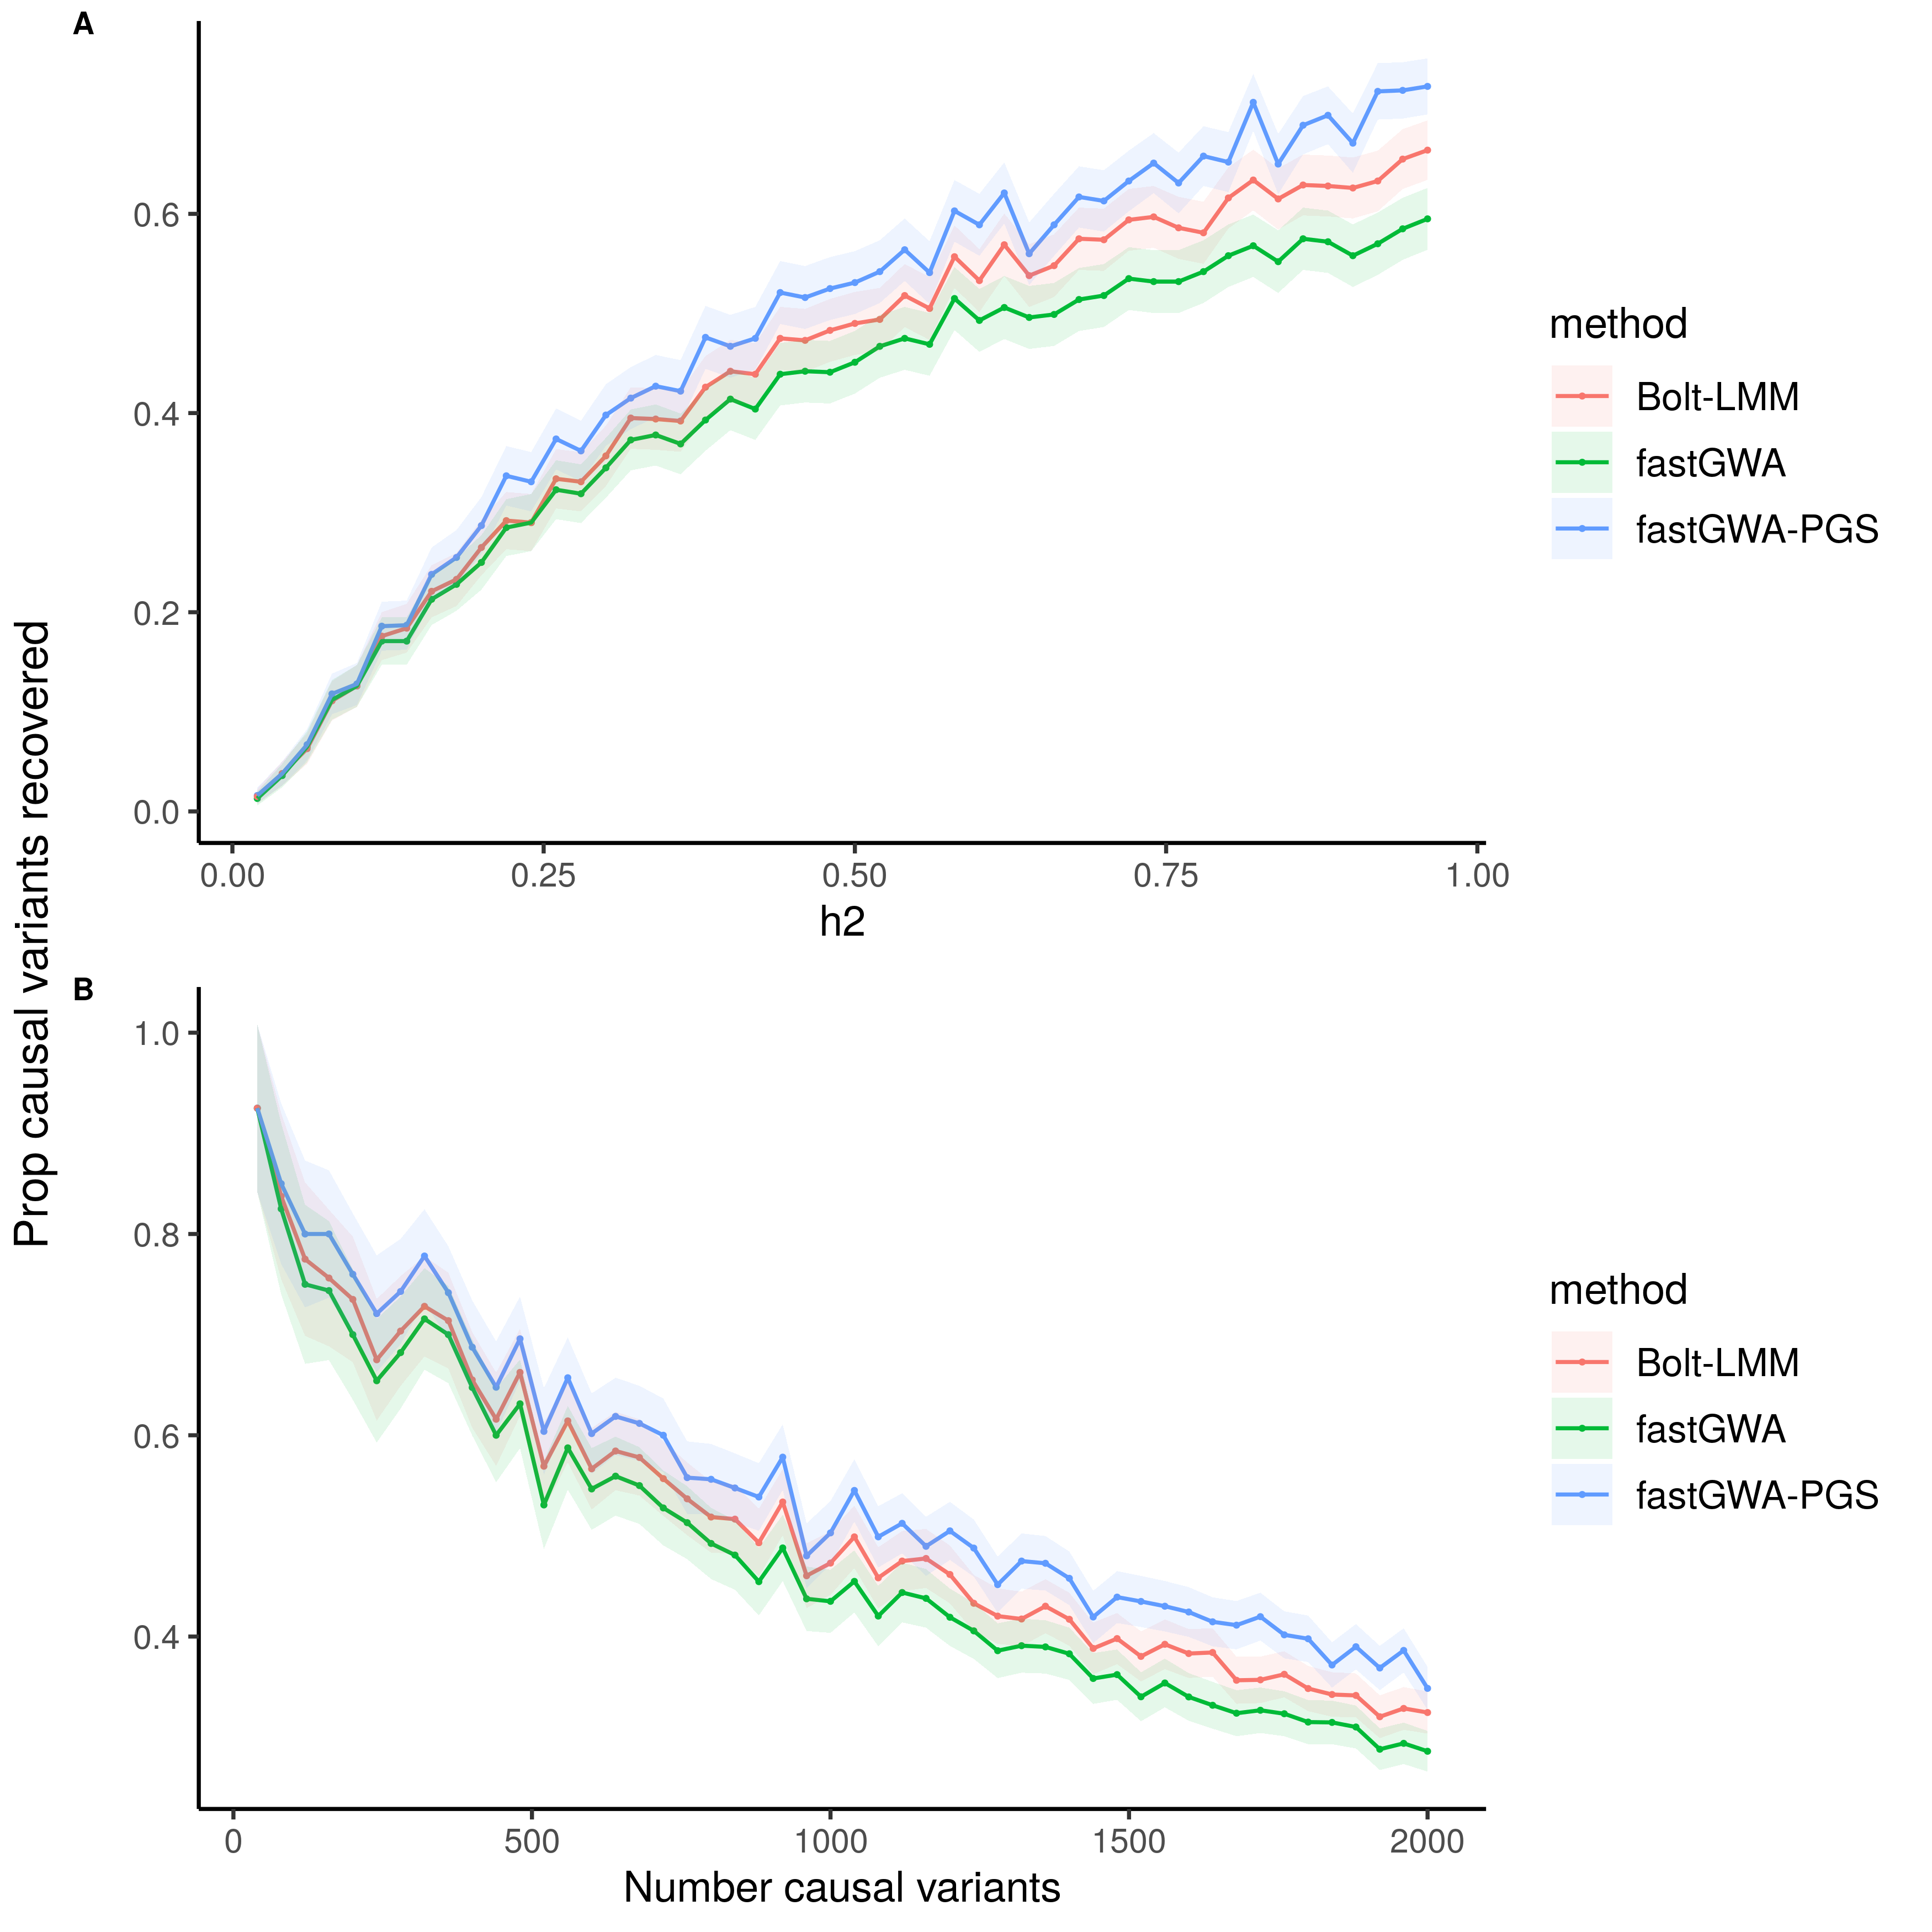 A
0.6
0.4
0.2
0.0
0.00 0.25 0.50 0.75 1.00
h2
method
Bolt-LMM
fastGWA
fastGWA-PGS
Prop causal variants recovered
B
1.0
0.8
0.6
0.4
0 500 1000 1500 2000
Number causal variants
method
Bolt-LMM
fastGWA
fastGWA-PGS